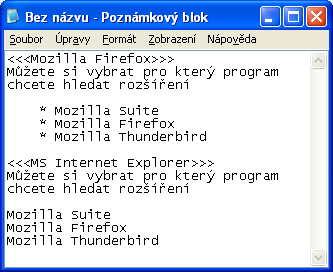 Bez názvu - Poznámkový blok
Soubor Úpravy Formát Zobrazení Nápověda
<<<Mozilla Firefox>>>
Můžete si vybrat pro který program
chcete hledat rozšíření
* Mozilla Suite
* Mozilla Firefox
* Mozilla Thunderbird
<<<MS Internet Explorer>>>
Můžete si vybrat pro který program
chcete hledat rozšíření
Mozilla Suite
Mozilla Firefox
Mozilla Thunderbird